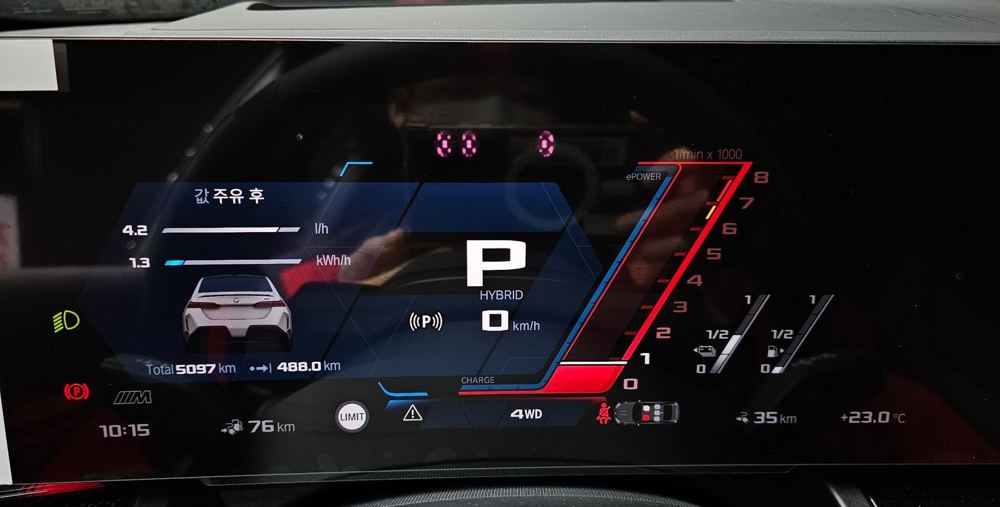 1/min x 1000
ePOWER
8
7
6
5
4
3
2
1
0
값 주유 후
4.2 l/h
1.3 kWh/h
P
HYBRID
0 km/h
((P))
CHARGE
1 1
1/2 1/2
0 0
Total 5097 km 488.0 km
(P) M
10:15 76 km LIMIT 4WD 35 km +23.0 °C